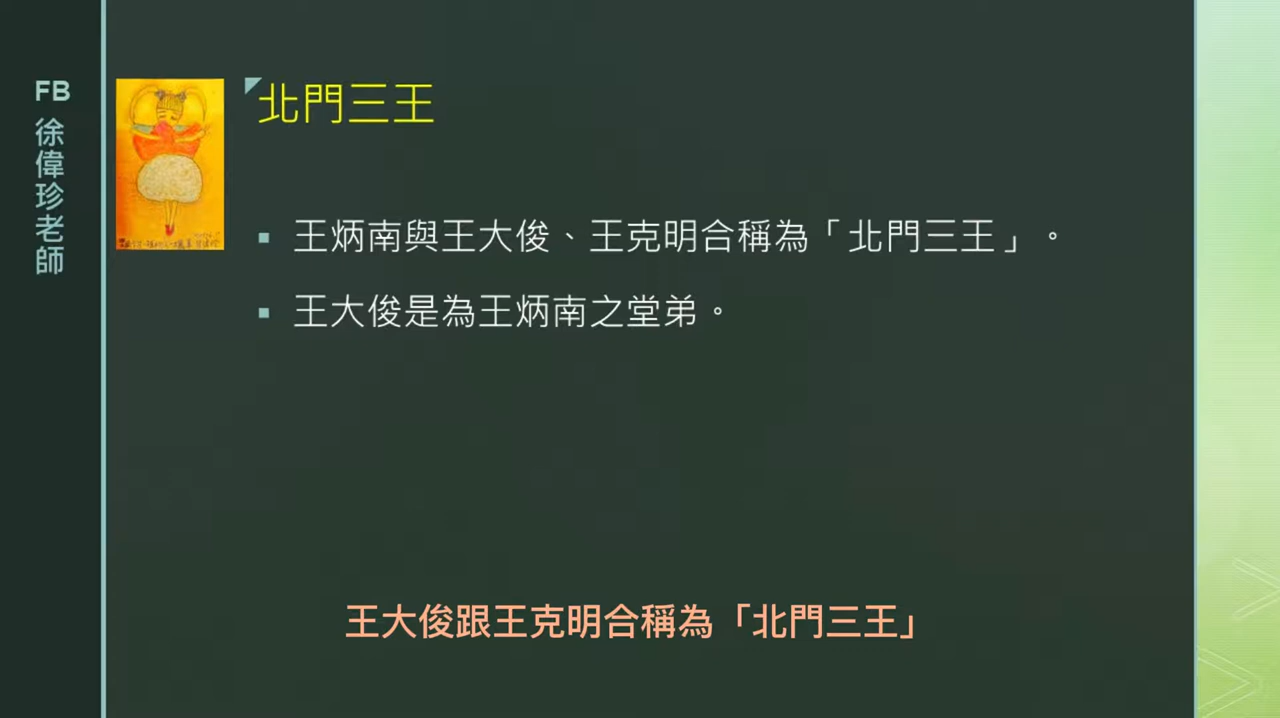 FB
徐偉珍老師
北門三王
▪ 王炳南與王大俊、王克明合稱為「北門三王」。
▪ 王大俊是為王炳南之堂弟。
王大俊跟王克明合稱為「北門三王」